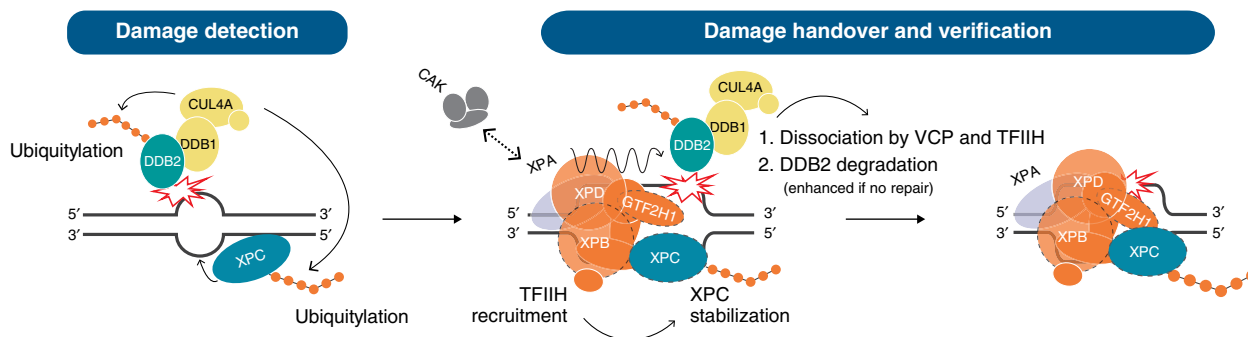 Damage detection
Damage handover and verification
CUL4A
DDB1
DDB2
Ubiquitylation
5′
3′
3′
5′
XPC
Ubiquitylation
CAK
XPA
CUL4A
DDB1
DDB2
1. Dissociation by VCP and TFIIH
2. DDB2 degradation
(enhanced if no repair)
XPD
GTF2H1
5′
3′
3′
5′
XPB
XPC
TFIIH
recruitment
XPC
stabilization
XPA
XPD
GTF2H1
5′
3′
3′
5′
XPB
XPC